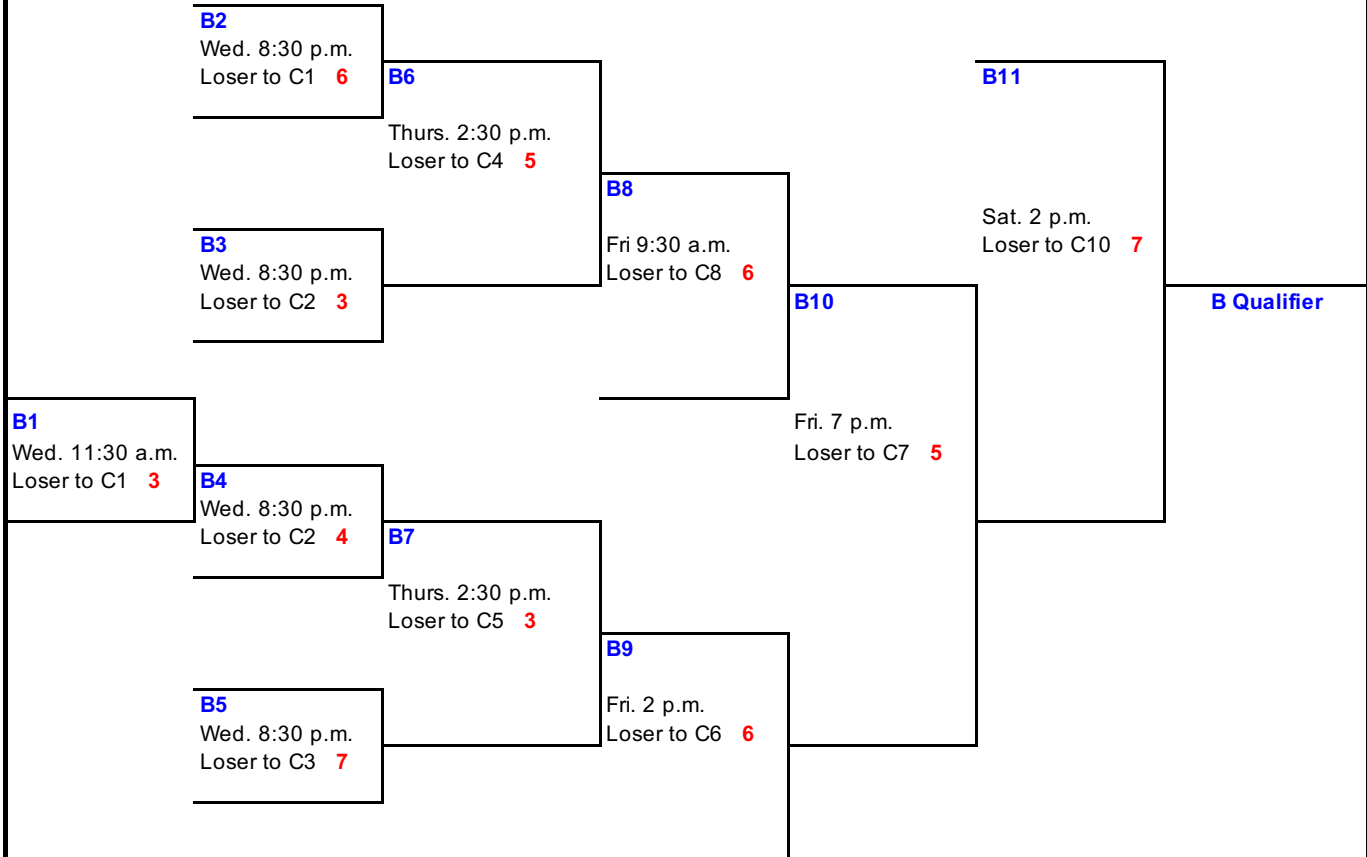 B2
Wed. 8:30 p.m.
Loser to C1 6
B6
Thurs. 2:30 p.m.
Loser to C4 5
B3
Wed. 8:30 p.m.
Loser to C2 3
B8
Fri 9:30 a.m.
Loser to C8 6
B11
Sat. 2 p.m.
Loser to C10 7
B Qualifier
B10
Fri. 7 p.m.
Loser to C7 5
B1
Wed. 11:30 a.m.
Loser to C1 3
B4
Wed. 8:30 p.m.
Loser to C2 4
B7
Thurs. 2:30 p.m.
Loser to C5 3
B9
Fri. 2 p.m.
Loser to C6 6
B5
Wed. 8:30 p.m.
Loser to C3 7